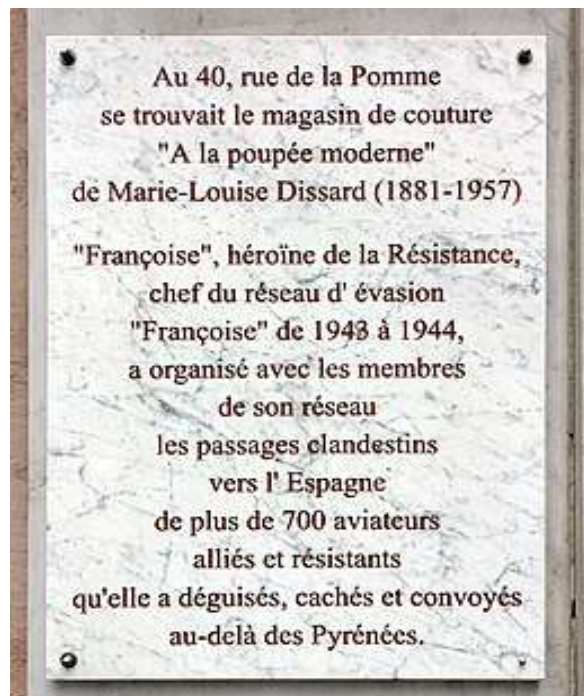 Au 40, rue de la Pomme
se trouvait le magasin de couture
"A la poupée moderne"
de Marie-Louise Dissard (1881-1957)
"Françoise", héroïne de la Résistance,
chef du réseau d' évasion
"Françoise" de 1943 à 1944,
a organisé avec les membres
de son réseau
les passages clandestins
vers l' Espagne
de plus de 700 aviateurs
alliés et résistants
qu'elle a déguisés, cachés et convoyés
au-delà des Pyrénées.